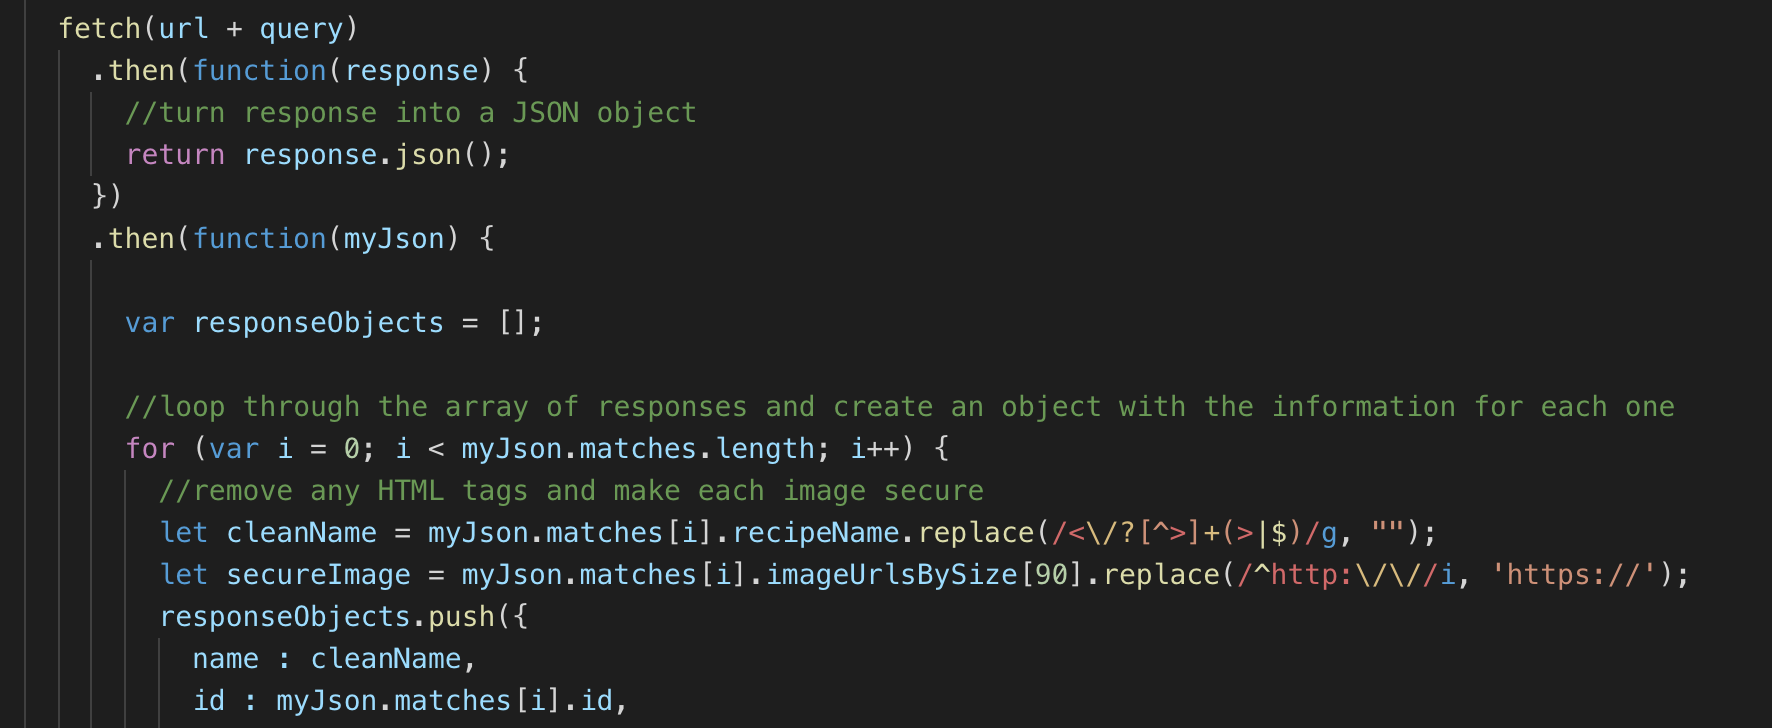 fetch(url + query)
.then(function(response) {
//turn response into a JSON object
return response.json();
})
.then(function(myJson) {
var responseObjects = [];
//loop through the array of responses and create an object with the information for each one
for (var i = 0; i < myJson.matches.length; i++) {
//remove any HTML tags and make each image secure
let cleanName = myJson.matches[i].recipeName.replace(/<\/?[^>]+(>|$)/g, "");
let secureImage = myJson.matches[i].imageUrlsBySize[90].replace(/^http:\/\//i, 'https://');
responseObjects.push({
name : cleanName,
id : myJson.matches[i].id,